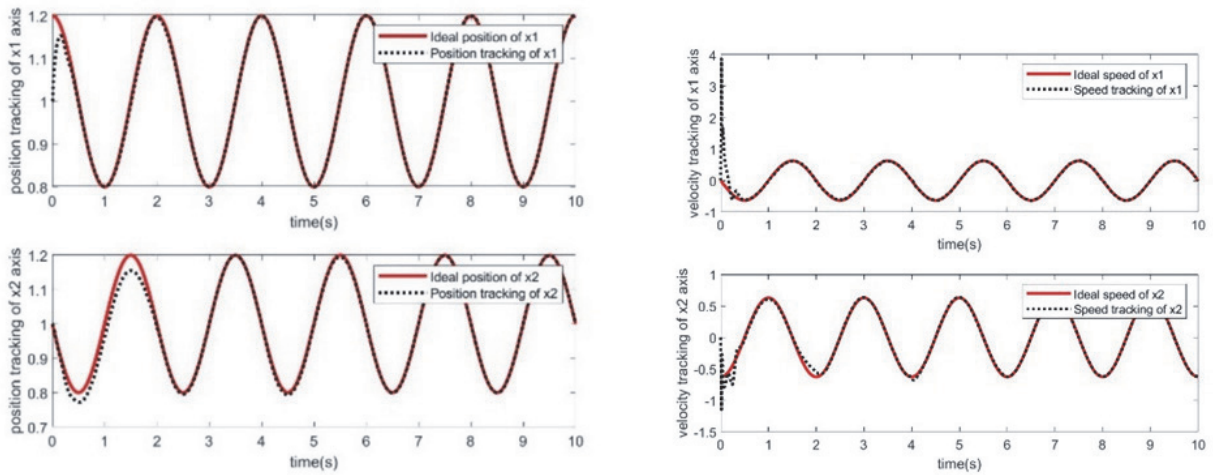 position tracking of x1 axis
1.2
1.1
1
0.9
0.8
0 1 2 3 4 5 6 7 8 9 10
time(s)
Ideal position of x1
Position tracking of x1
position tracking of x2 axis
1.2
1.1
1
0.9
0.8
0.7
0 1 2 3 4 5 6 7 8 9 10
time(s)
Ideal position of x2
Position tracking of x2
velocity tracking of x1 axis
4
3
2
1
0
-1
0 1 2 3 4 5 6 7 8 9 10
time(s)
Ideal speed of x1
Speed tracking of x1
velocity tracking of x2 axis
1
0.5
0
-0.5
-1
-1.5
0 1 2 3 4 5 6 7 8 9 10
time(s)
Ideal speed of x2
Speed tracking of x2